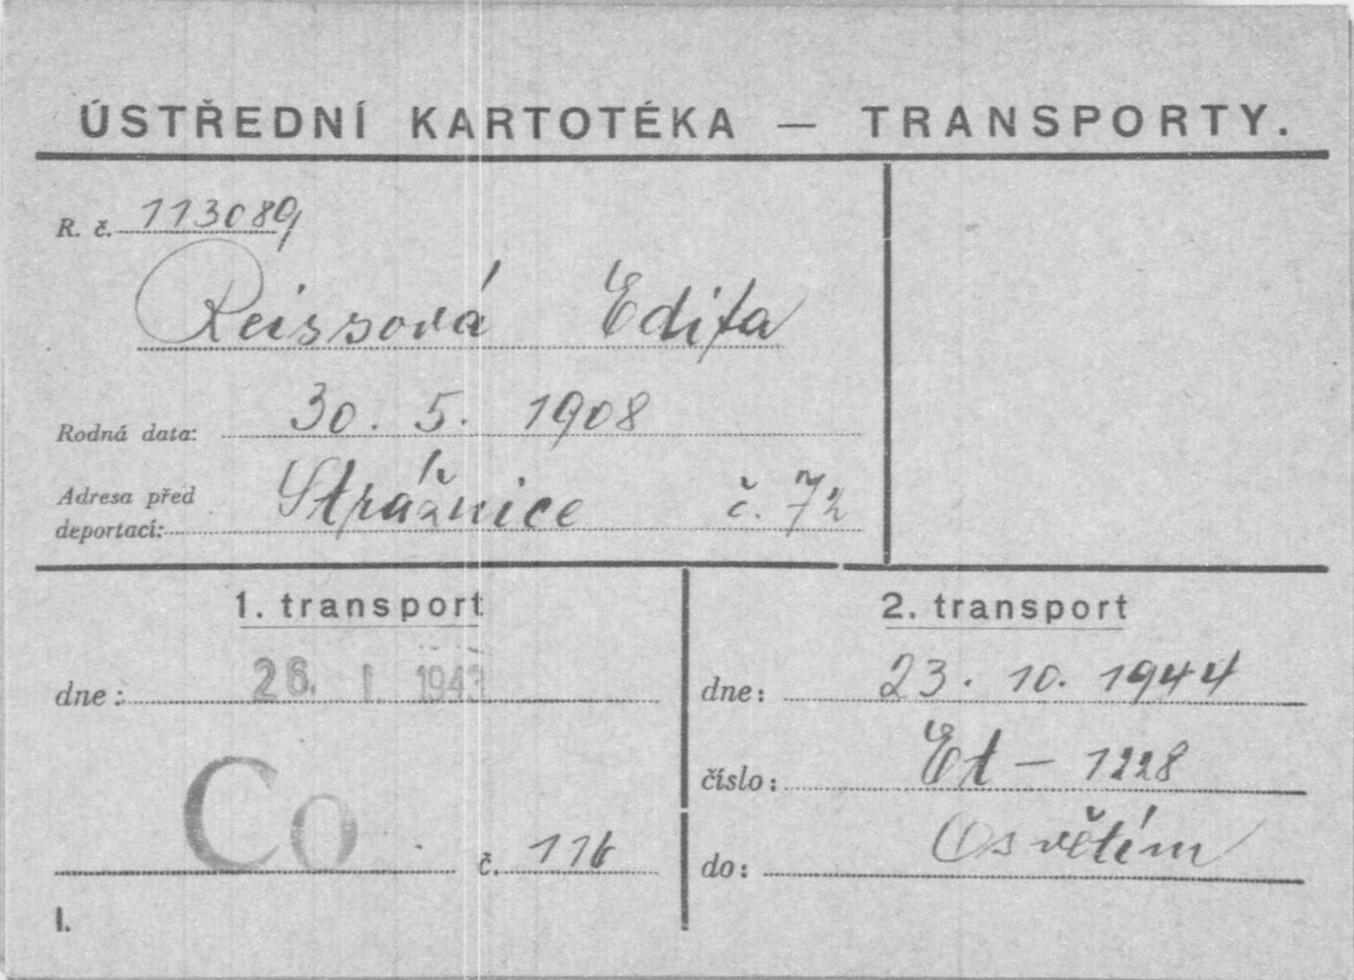 ÚSTŘEDNÍ KARTOTÉKA — TRANSPORTY.
R. č. 113089
Reissová Edita
Rodná data: 30. 5. 1908
Adresa před
deportací: Strážnice č. 72
1. transport
dne: 26. I. 1943
Co č. 116
I.
2. transport
dne: 23. 10. 1944
číslo: Et - 1228
do: Osvětím